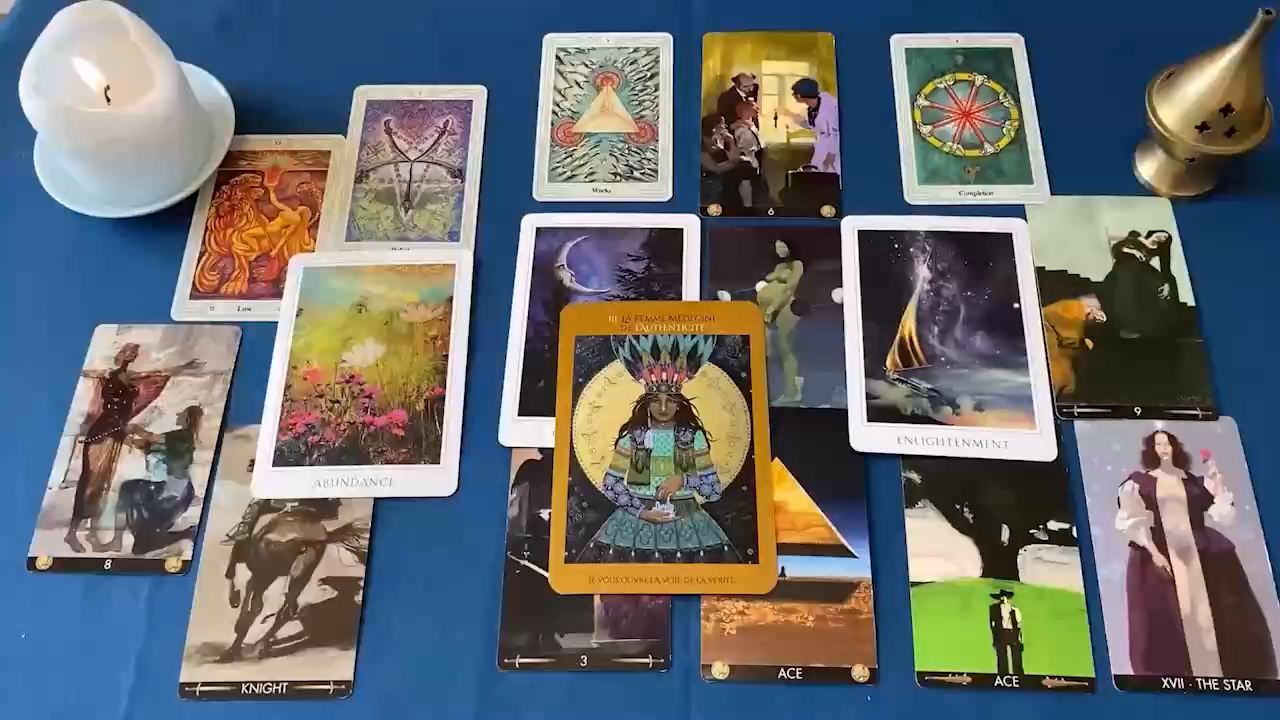 Works
6
Completion
Lust
ABUNDANCE
ENLIGHTENMENT
9
III LA FEMME MÉDECINE
DE L'AUTHENTICITÉ
JE VOUS OUVRE LA VOIE DE LA VÉRITÉ
8
KNIGHT
3
ACE
ACE
XVII - THE STAR